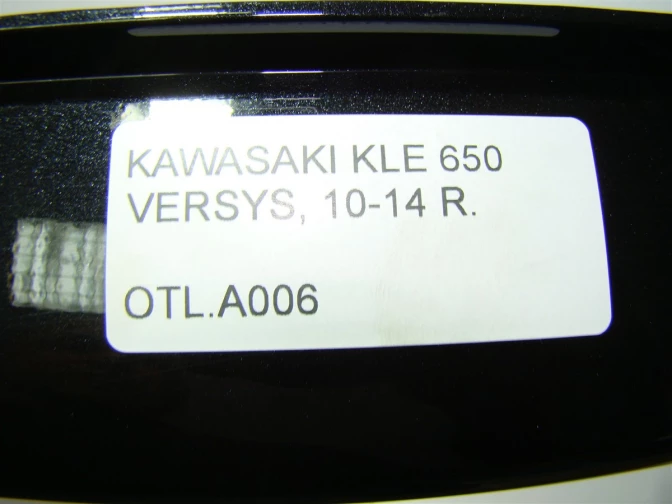 KAWASAKI KLE 650
VERSYS, 10-14 R.
OTL.A006